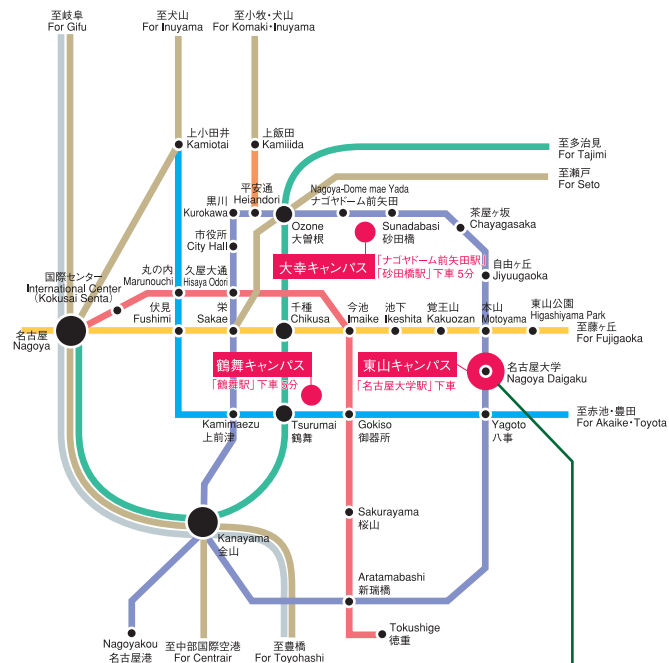 至岐阜
For Gifu
至犬山
For Inuyama
至小牧・犬山
For Komaki・Inuyama
上小田井
Kamiotai
上飯田
Kamiiida
至多治見
For Tajimi
至瀬戸
For Seto
平安通
Heiandori
黒川
Kurokawa
Nagoya-Dome mae Yada
ナゴヤドーム前矢田
Ozone
大曽根
Sunadabasi
砂田橋
茶屋ヶ坂
Chayagasaka
市役所
City Hall
大幸キャンパス
「ナゴヤドーム前矢田駅」
「砂田橋駅」下車 5分
自由ヶ丘
Jiyuugaoka
国際センター
International Center
(Kokusai Senta)
丸の内
Marunouchi
久屋大通
Hisaya Odori
名古屋
Nagoya
伏見
Fushimi
栄
Sakae
千種
Chikusa
今池
Imaike
池下
Ikeshita
覚王山
Kakuozan
本山
Motoyama
東山公園
Higashiyama Park
至藤ヶ丘
For Fujigaoka
鶴舞キャンパス
「鶴舞駅」下車 5分
東山キャンパス
「名古屋大学駅」下車
名古屋大学
Nagoya Daigaku
Kamimaezu
上前津
Tsurumai
鶴舞
Gokiso
御器所
Yagoto
八事
至赤池・豊田
For Akaike・Toyota
Kanayama
金山
Sakurayama
桜山
Aratamabashi
新瑞橋
Tokushige
徳重
Nagoyakou
名古屋港
至中部国際空港
For Centrair
至豊橋
For Toyohashi